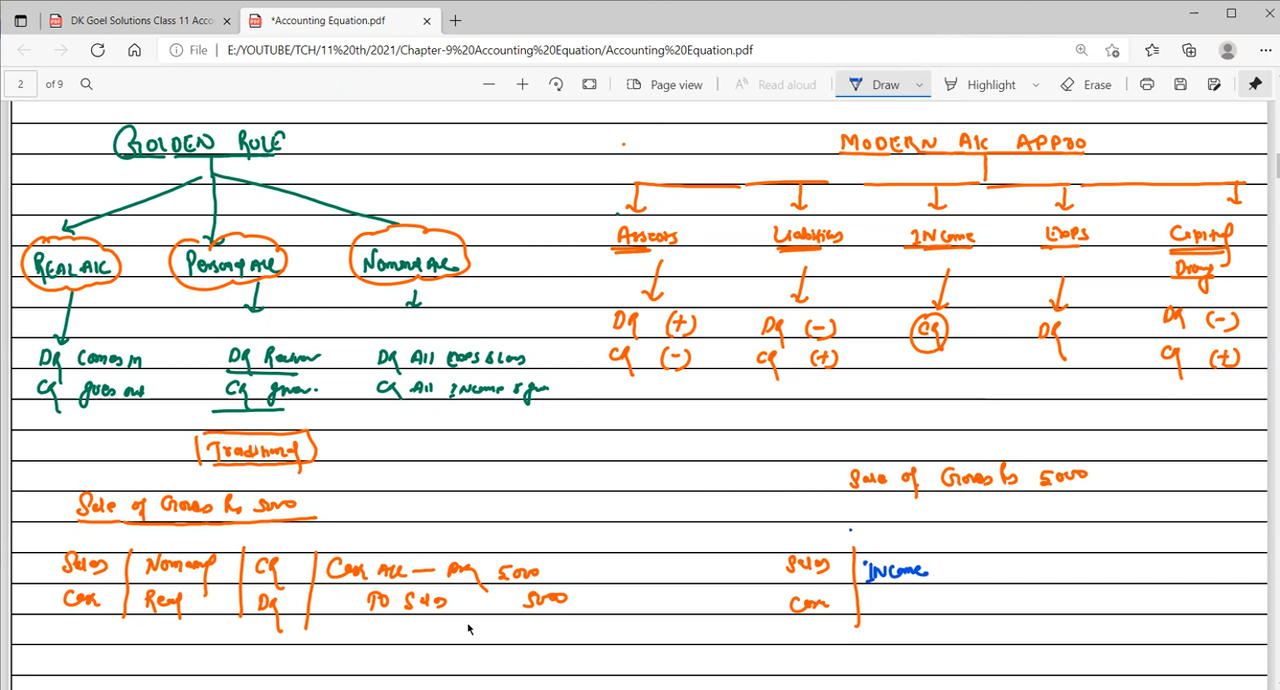 DK Goel Solutions Class 11 Acco
*Accounting Equation.pdf
File E:/YOUTUBE/TCH/11%20th/2021/Chapter-9%20Accounting%20Equation/Accounting%20Equation.pdf
2 of 9 Page view Read aloud Draw Highlight Erase
GOLDEN RULE
MODERN A/C APPRO
REAL A/C Personal A/c Nominal A/c
Assets Liabilities INcome Exps Capital
Drawg
DR (+) DR (-) CR DR DR (-)
CR (-) CR (+) CR (+)
DR Comes in DR Receiver DR All Exps & Loss
CR goes out CR giver. CR All INcome & gain
Traditional
Sale of Goods Rs 5000
Sale of Goods Rs 5000
Sales Nominal CR Cash A/c — DR 5000
Cash Real DR To Sales 5000
Sales INcome
Cash